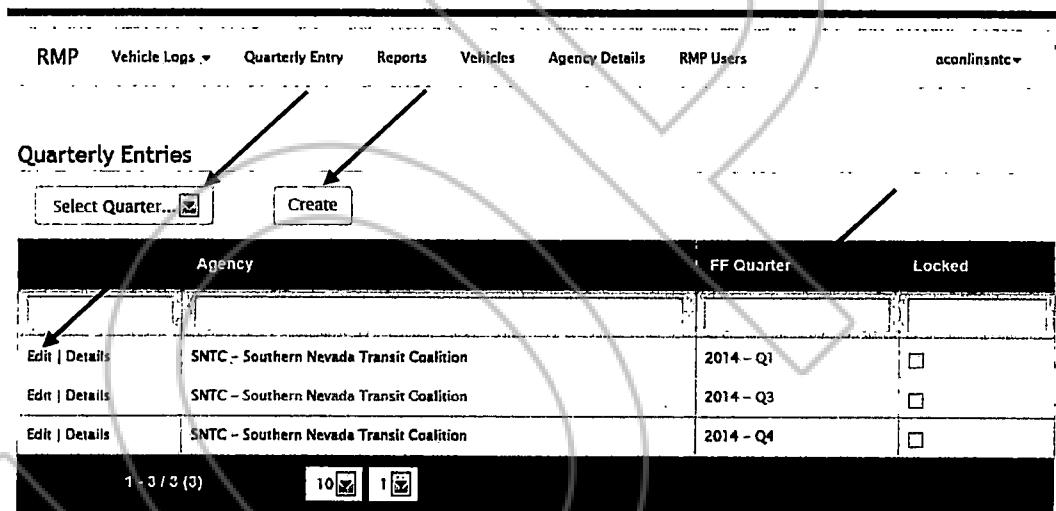 RMP Vehicle Logs Quarterly Entry Reports Vehicles Agency Details RMP Users aconlinsntc
Quarterly Entries
Select Quarter... Create
Agency FF Quarter Locked
Edit | Details SNTC – Southern Nevada Transit Coalition 2014 – Q1
Edit | Details SNTC – Southern Nevada Transit Coalition 2014 – Q3
Edit | Details SNTC – Southern Nevada Transit Coalition 2014 – Q4
1 - 3 / 3 (3) 10 1